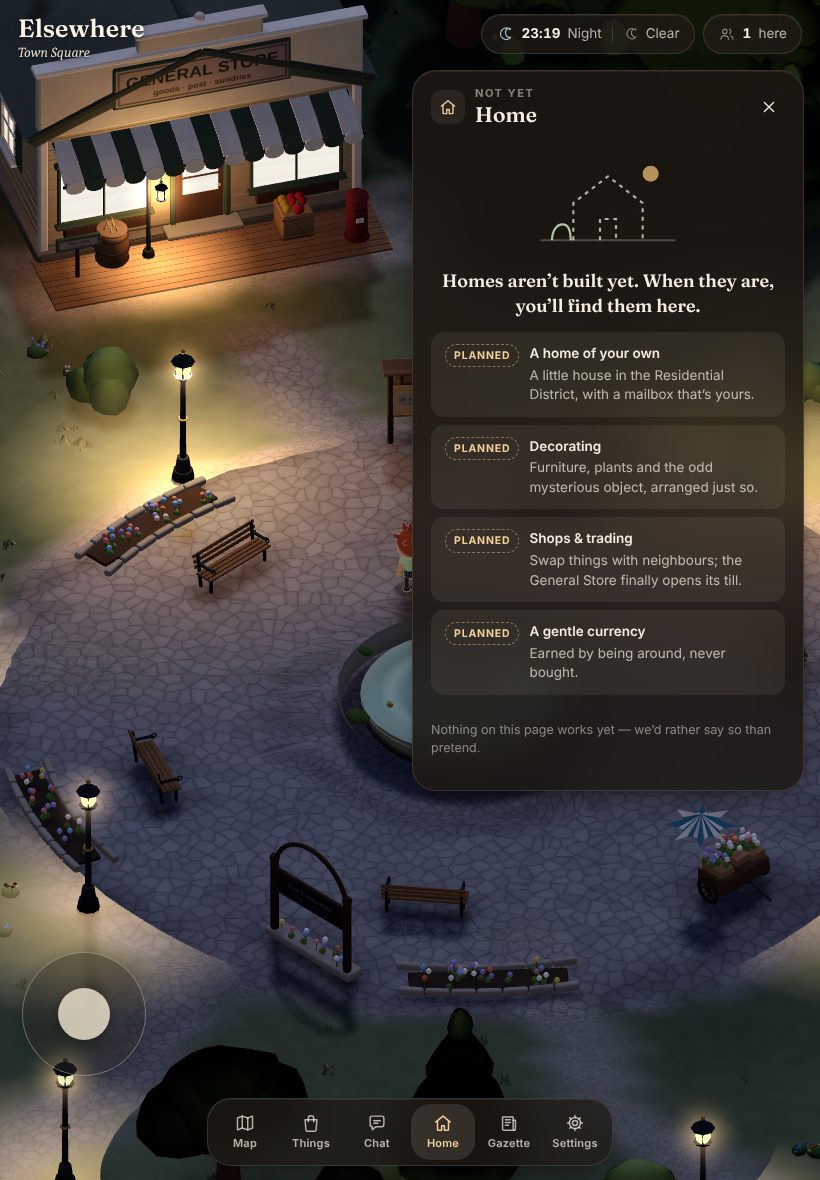 Elsewhere
Town Square
23:19 Night
Clear
1 here
GENERAL STORE
goods · post · sundries
NOT YET
Home
Homes aren’t built yet. When they are,
you’ll find them here.
PLANNED
A home of your own
A little house in the Residential
District, with a mailbox that’s yours.
PLANNED
Decorating
Furniture, plants and the odd
mysterious object, arranged just so.
PLANNED
Shops & trading
Swap things with neighbours; the
General Store finally opens its till.
PLANNED
A gentle currency
Earned by being around, never
bought.
Nothing on this page works yet — we’d rather say so than
pretend.
Map
Things
Chat
Home
Gazette
Settings